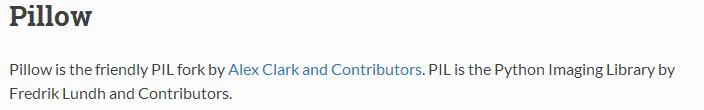 Pillow
Pillow is the friendly PIL fork by Alex Clark and Contributors. PIL is the Python Imaging Library by
Fredrik Lundh and Contributors.